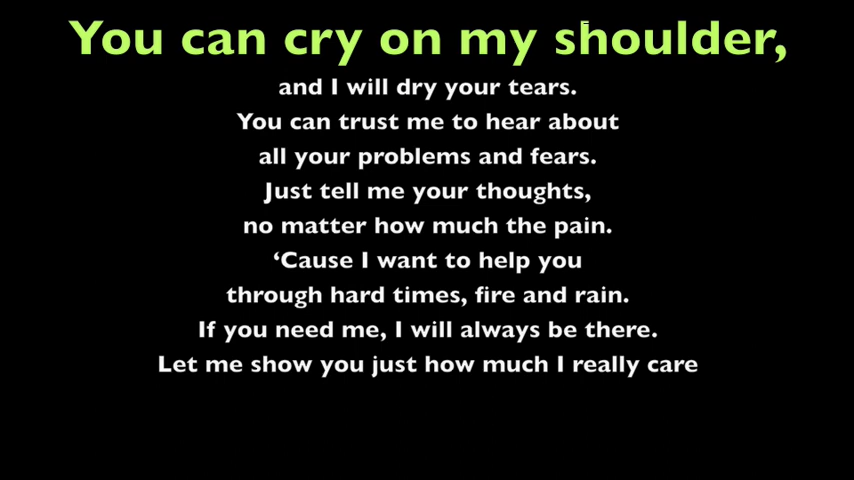 You can cry on my shoulder,
and I will dry your tears.
You can trust me to hear about
all your problems and fears.
Just tell me your thoughts,
no matter how much the pain.
‘Cause I want to help you
through hard times, fire and rain.
If you need me, I will always be there.
Let me show you just how much I really care